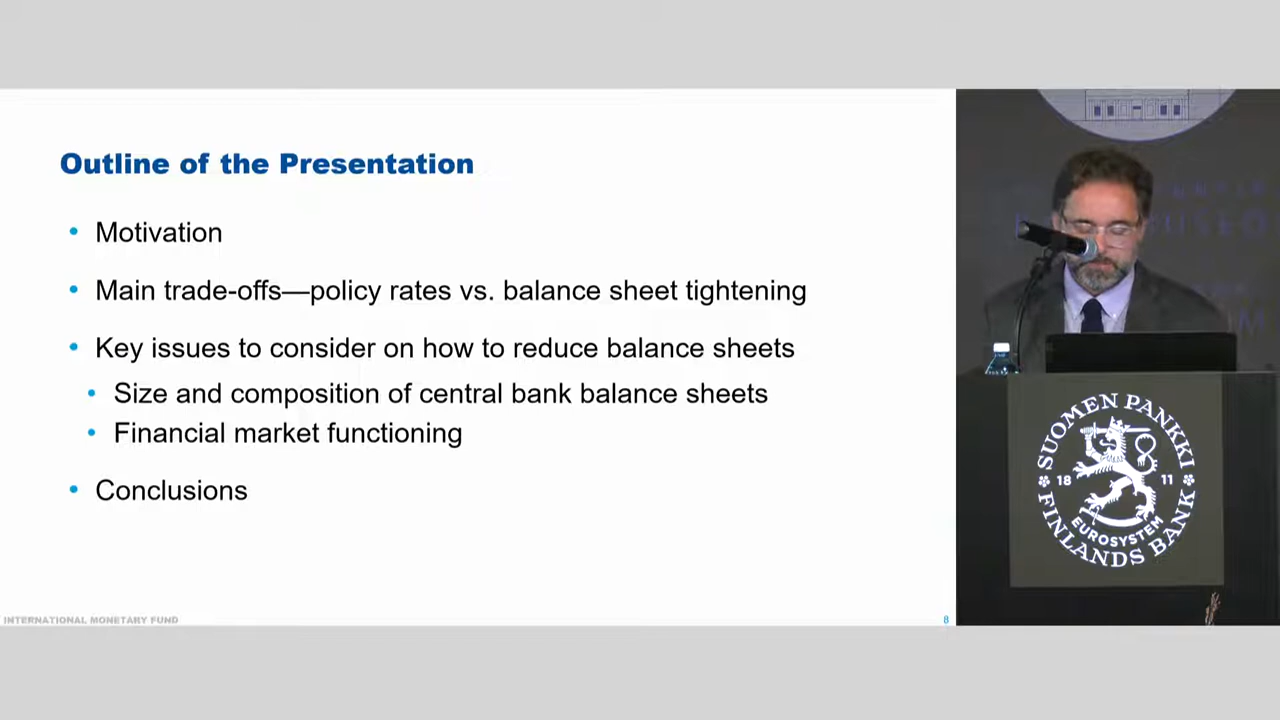 Outline of the Presentation
• Motivation
• Main trade-offs—policy rates vs. balance sheet tightening
• Key issues to consider on how to reduce balance sheets
• Size and composition of central bank balance sheets
• Financial market functioning
• Conclusions
INTERNATIONAL MONETARY FUND
8
SUOMEN PANKKI
18 11
EUROSYSTEM
FINLANDS BANK